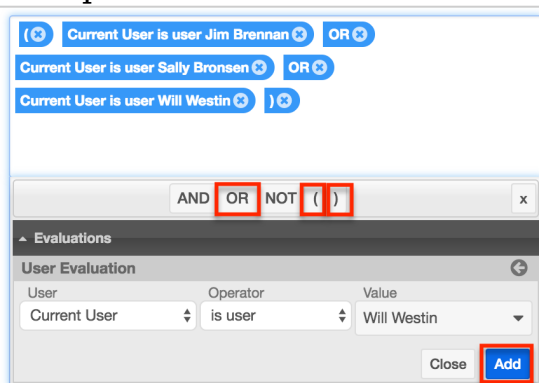 ( Current User is user Jim Brennan OR
Current User is user Sally Bronsen OR
Current User is user Will Westin )
AND OR NOT ( ) x
Evaluations
User Evaluation
User Operator Value
Current User is user Will Westin
Close Add